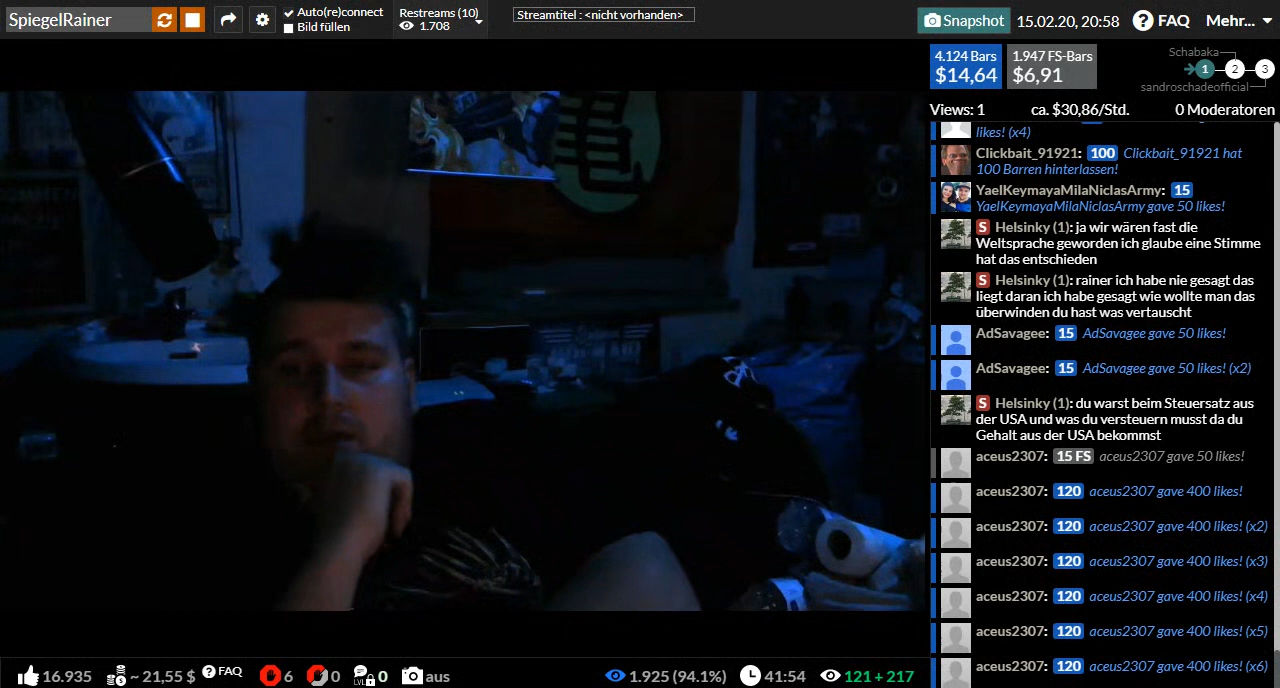 SpiegelRainer
Auto(re)connect
Bild füllen
Restreams (10)
1.708
Streamtitel : <nicht vorhanden>
Snapshot
15.02.20, 20:58
FAQ
Mehr...
4.124 Bars
$14,64
1.947 FS-Bars
$6,91
Schabaka
1 2 3
sandroschadeofficial
Views: 1 ca. $30,86/Std. 0 Moderatoren
likes! (x4)
Clickbait_91921: 100 Clickbait_91921 hat
100 Barren hinterlassen!
YaelKeymayaMilaNiclasArmy: 15
YaelKeymayaMilaNiclasArmy gave 50 likes!
S Helsinky (1): ja wir wären fast die
Weltsprache geworden ich glaube eine Stimme
hat das entschieden
S Helsinky (1): rainer ich habe nie gesagt das
liegt daran ich habe gesagt wie wollte man das
überwinden du hast was vertauscht
AdSavagee: 15 AdSavagee gave 50 likes!
AdSavagee: 15 AdSavagee gave 50 likes! (x2)
S Helsinky (1): du warst beim Steuersatz aus
der USA und was du versteuern musst da du
Gehalt aus der USA bekommst
aceus2307: 15 FS aceus2307 gave 50 likes!
aceus2307: 120 aceus2307 gave 400 likes!
aceus2307: 120 aceus2307 gave 400 likes! (x2)
aceus2307: 120 aceus2307 gave 400 likes! (x3)
aceus2307: 120 aceus2307 gave 400 likes! (x4)
aceus2307: 120 aceus2307 gave 400 likes! (x5)
aceus2307: 120 aceus2307 gave 400 likes! (x6)
16.935 ~ 21,55 $ FAQ 6 0 LVL 0 aus 1.925 (94.1%) 41:54 121 + 217